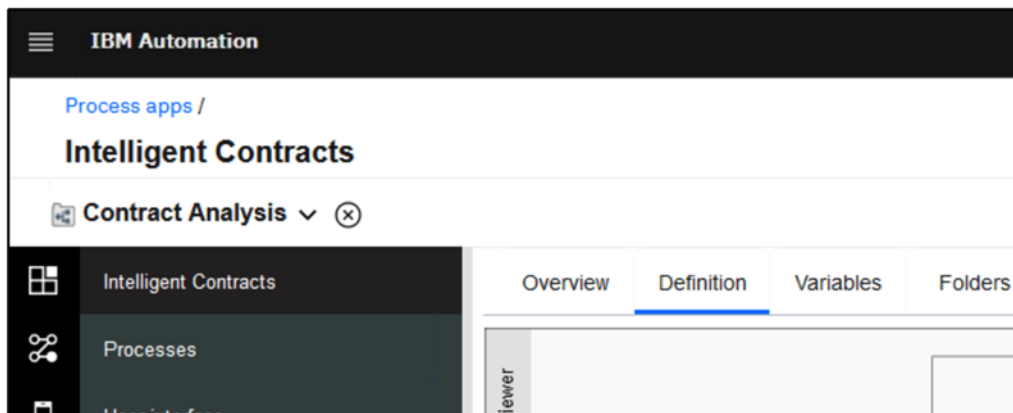 IBM Automation
Process apps /
Intelligent Contracts
Contract Analysis
Intelligent Contracts
Overview Definition Variables Folders
Processes